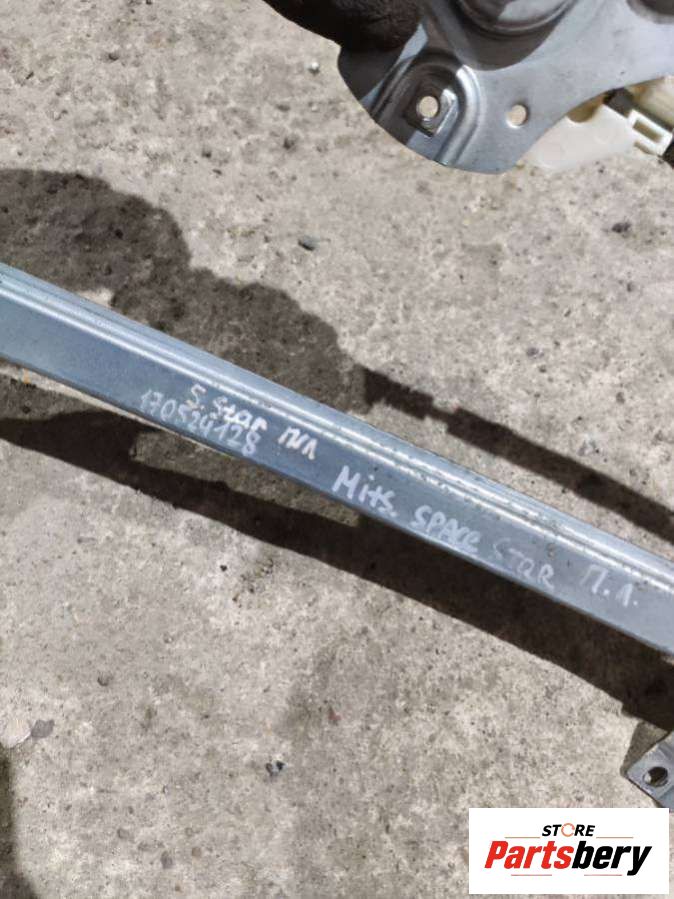 S. Star П/Л
170524128
Mits. SPACE STAR П.Л.
STORE
Partsbery